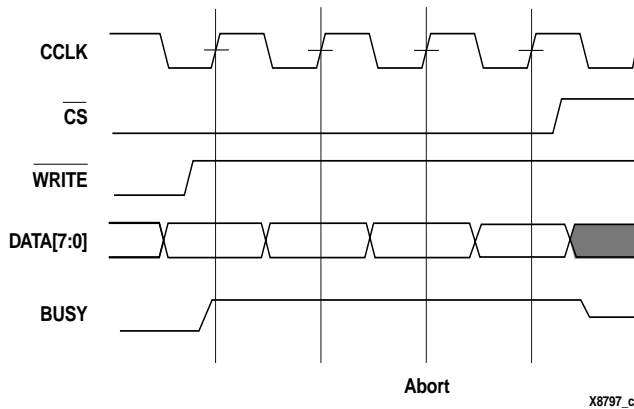 CCLK
CS
WRITE
DATA[7:0]
BUSY
Abort
X8797_c